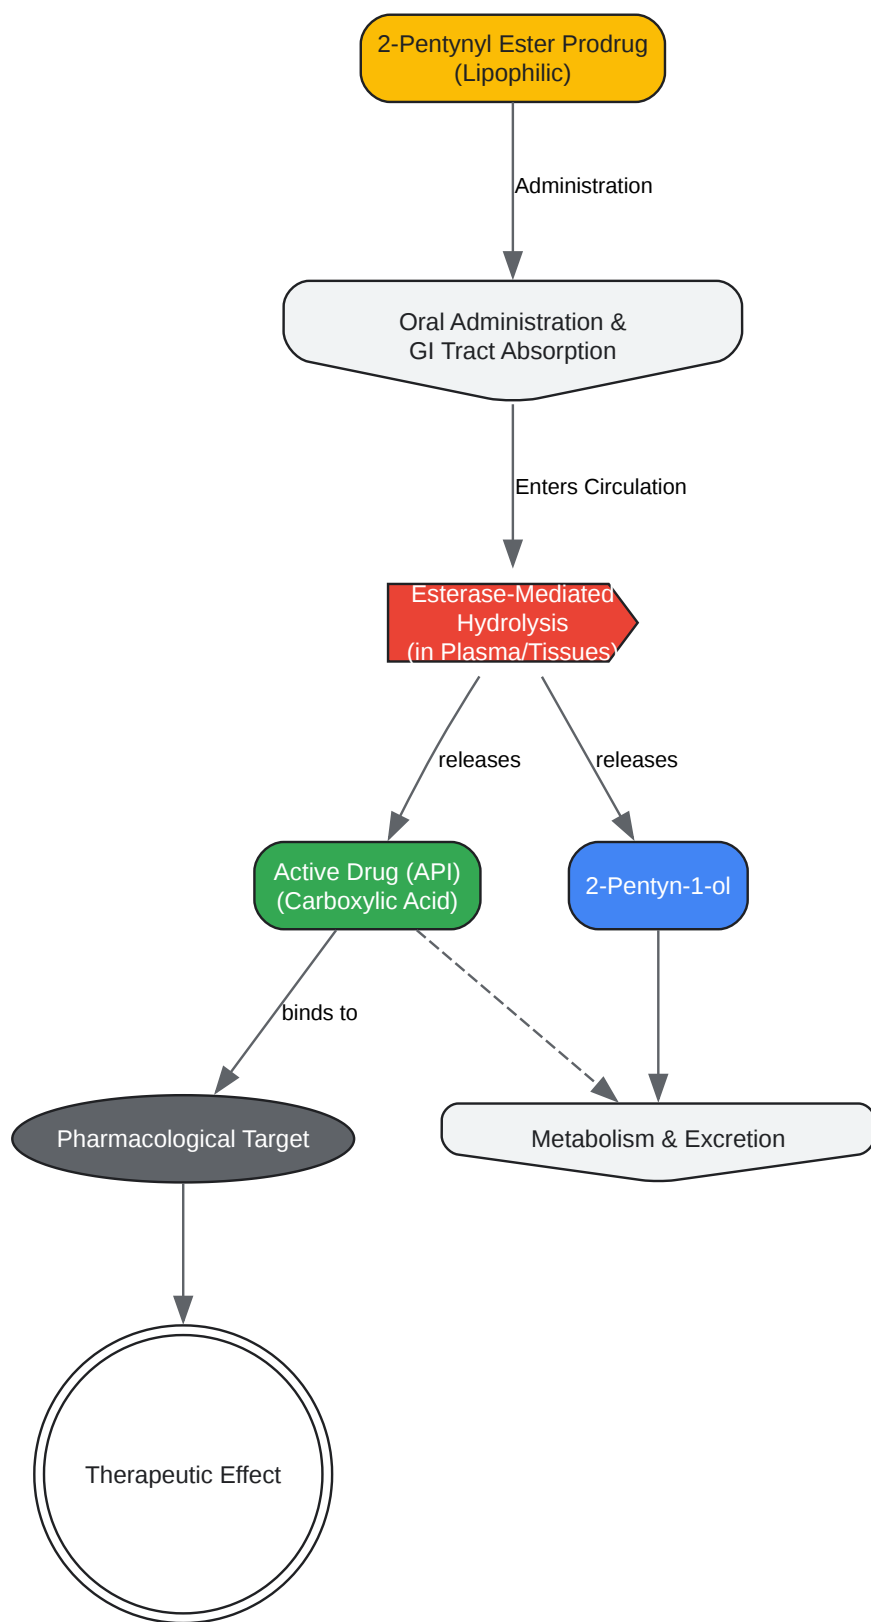 2-Pentynyl Ester Prodrug
(Lipophilic)
Administration
Oral Administration &
GI Tract Absorption
Enters Circulation
Esterase-Mediated
Hydrolysis
(in Plasma/Tissues)
releases
releases
Active Drug (API)
(Carboxylic Acid)
2-Pentyn-1-ol
binds to
Pharmacological Target
Metabolism & Excretion
Therapeutic Effect